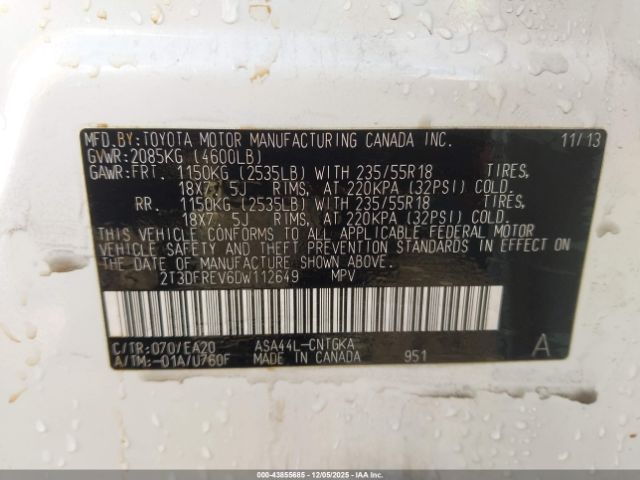 MFD.BY:TOYOTA MOTOR MANUFACTURING CANADA INC. 11/13
GVWR:2085KG (4600LB)
GAWR:FRT. 1150KG (2535LB) WITH 235/55R18 TIRES,
18X7.5J RIMS, AT 220KPA (32PSI) COLD.
RR. 1150KG (2535LB) WITH 235/55R18 TIRES,
18X7.5J RIMS, AT 220KPA (32PSI) COLD.
THIS VEHICLE CONFORMS TO ALL APPLICABLE FEDERAL MOTOR
VEHICLE SAFETY AND THEFT PREVENTION STANDARDS IN EFFECT ON
THE DATE OF MANUFACTURE SHOWN ABOVE.
2T3DFREV6DW112649 MPV
C/TR:070/EA20 ASA44L-CNTGKA
A/TM:-01A/U760F MADE IN CANADA 951 A
000-43855685 - 12/05/2025 - IAA Inc.